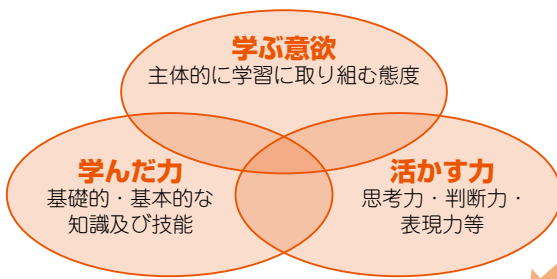 学ぶ意欲
主体的に学習に取り組む態度
学んだ力
基礎的・基本的な
知識及び技能
活かす力
思考力・判断力・
表現力等